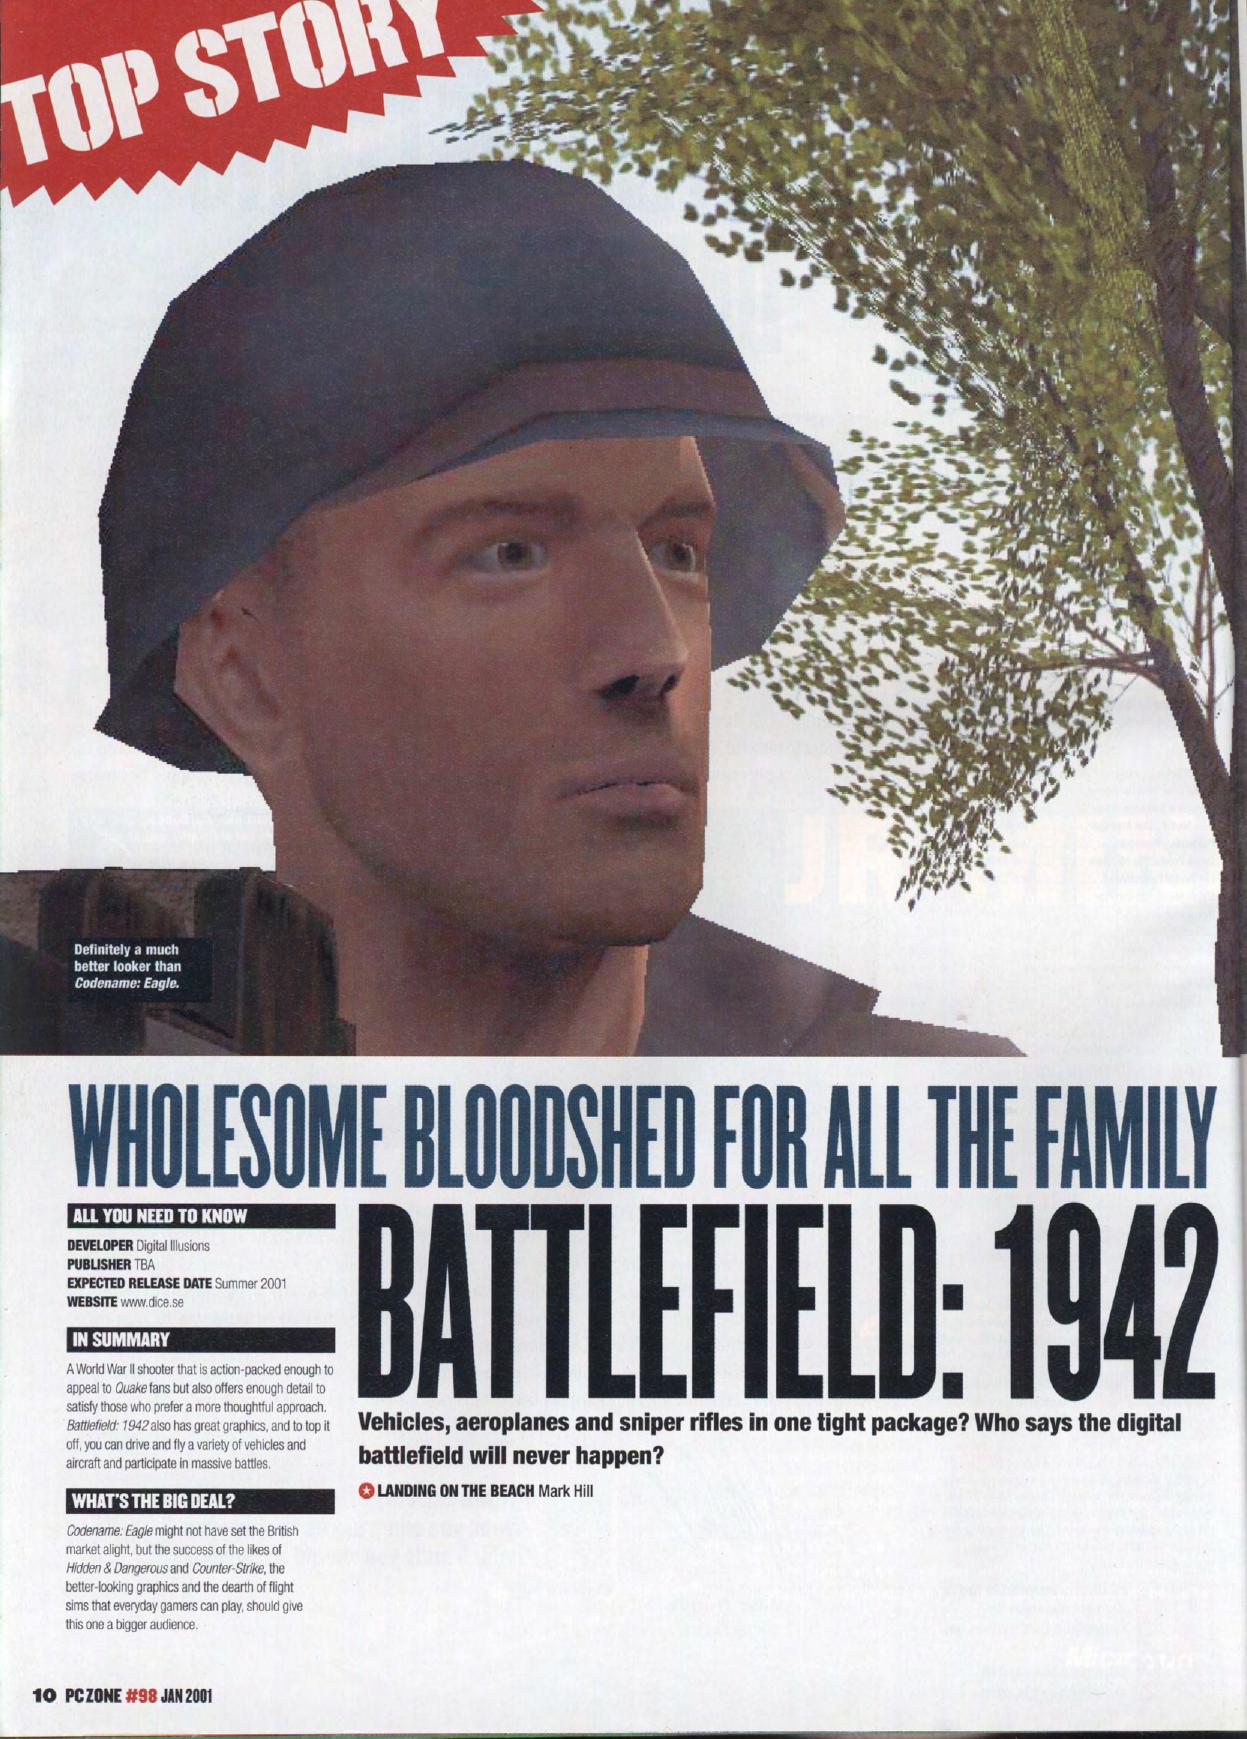 TOP STORY
Definitely a much
better looker than
Codename: Eagle.
WHOLESOME BLOODSHED FOR ALL THE FAMILY
BATTLEFIELD: 1942
Vehicles, aeroplanes and sniper rifles in one tight package? Who says the digital
battlefield will never happen?
LANDING ON THE BEACH Mark Hill
ALL YOU NEED TO KNOW
DEVELOPER Digital Illusions
PUBLISHER TBA
EXPECTED RELEASE DATE Summer 2001
WEBSITE www.dice.se
IN SUMMARY
A World War II shooter that is action-packed enough to
appeal to Quake fans but also offers enough detail to
satisfy those who prefer a more thoughtful approach.
Battlefield: 1942 also has great graphics, and to top it
off, you can drive and fly a variety of vehicles and
aircraft and participate in massive battles.
WHAT'S THE BIG DEAL?
Codename: Eagle might not have set the British
market alight, but the success of the likes of
Hidden & Dangerous and Counter-Strike, the
better-looking graphics and the dearth of flight
sims that everyday gamers can play, should give
this one a bigger audience.
10 PC ZONE #98 JAN 2001